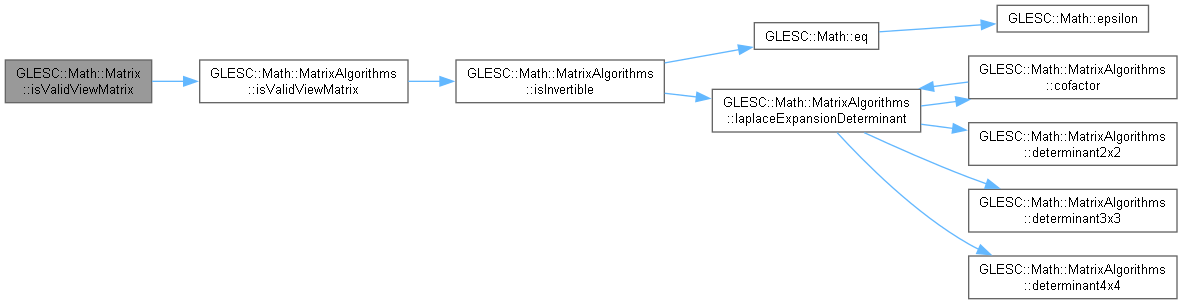 GLESC::Math::Matrix
::isValidViewMatrix
GLESC::Math::MatrixAlgorithms
::isValidViewMatrix
GLESC::Math::MatrixAlgorithms
::isInvertible
GLESC::Math::eq
GLESC::Math::epsilon
GLESC::Math::MatrixAlgorithms
::laplaceExpansionDeterminant
GLESC::Math::MatrixAlgorithms
::cofactor
GLESC::Math::MatrixAlgorithms
::determinant2x2
GLESC::Math::MatrixAlgorithms
::determinant3x3
GLESC::Math::MatrixAlgorithms
::determinant4x4